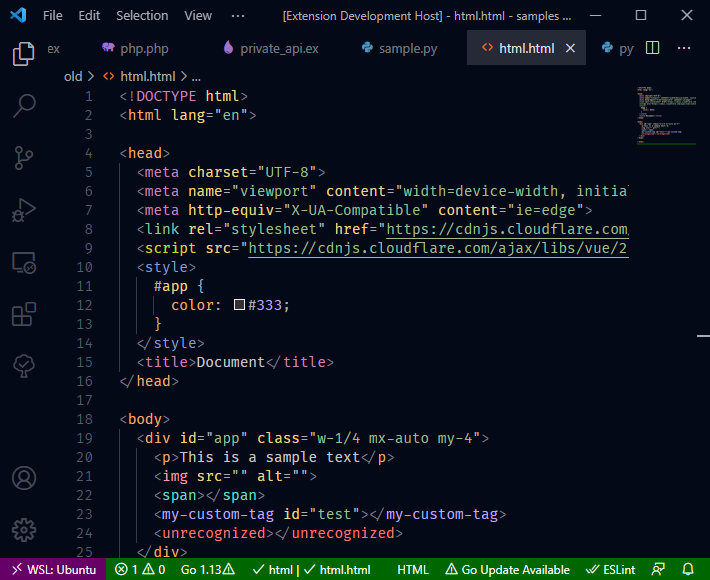 File Edit Selection View ··· [Extension Development Host] - html.html - samples ...
ex php.php private_api.ex sample.py html.html py ···
old > html.html > ...
1 <!DOCTYPE html>
2 <html lang="en">
3
4 <head>
5 <meta charset="UTF-8">
6 <meta name="viewport" content="width=device-width, initial
7 <meta http-equiv="X-UA-Compatible" content="ie=edge">
8 <link rel="stylesheet" href="https://cdnjs.cloudflare.com/
9 <script src="https://cdnjs.cloudflare.com/ajax/libs/vue/2
10 <style>
11 #app {
12 color: #333;
13 }
14 </style>
15 <title>Document</title>
16 </head>
17
18 <body>
19 <div id="app" class="w-1/4 mx-auto my-4">
20 <p>This is a sample text</p>
21 <img src="" alt="">
22 <span></span>
23 <my-custom-tag id="test"></my-custom-tag>
24 <unrecognized></unrecognized>
25 </div>
WSL: Ubuntu 1 0 Go 1.13 html | html.html HTML Go Update Available ESLint